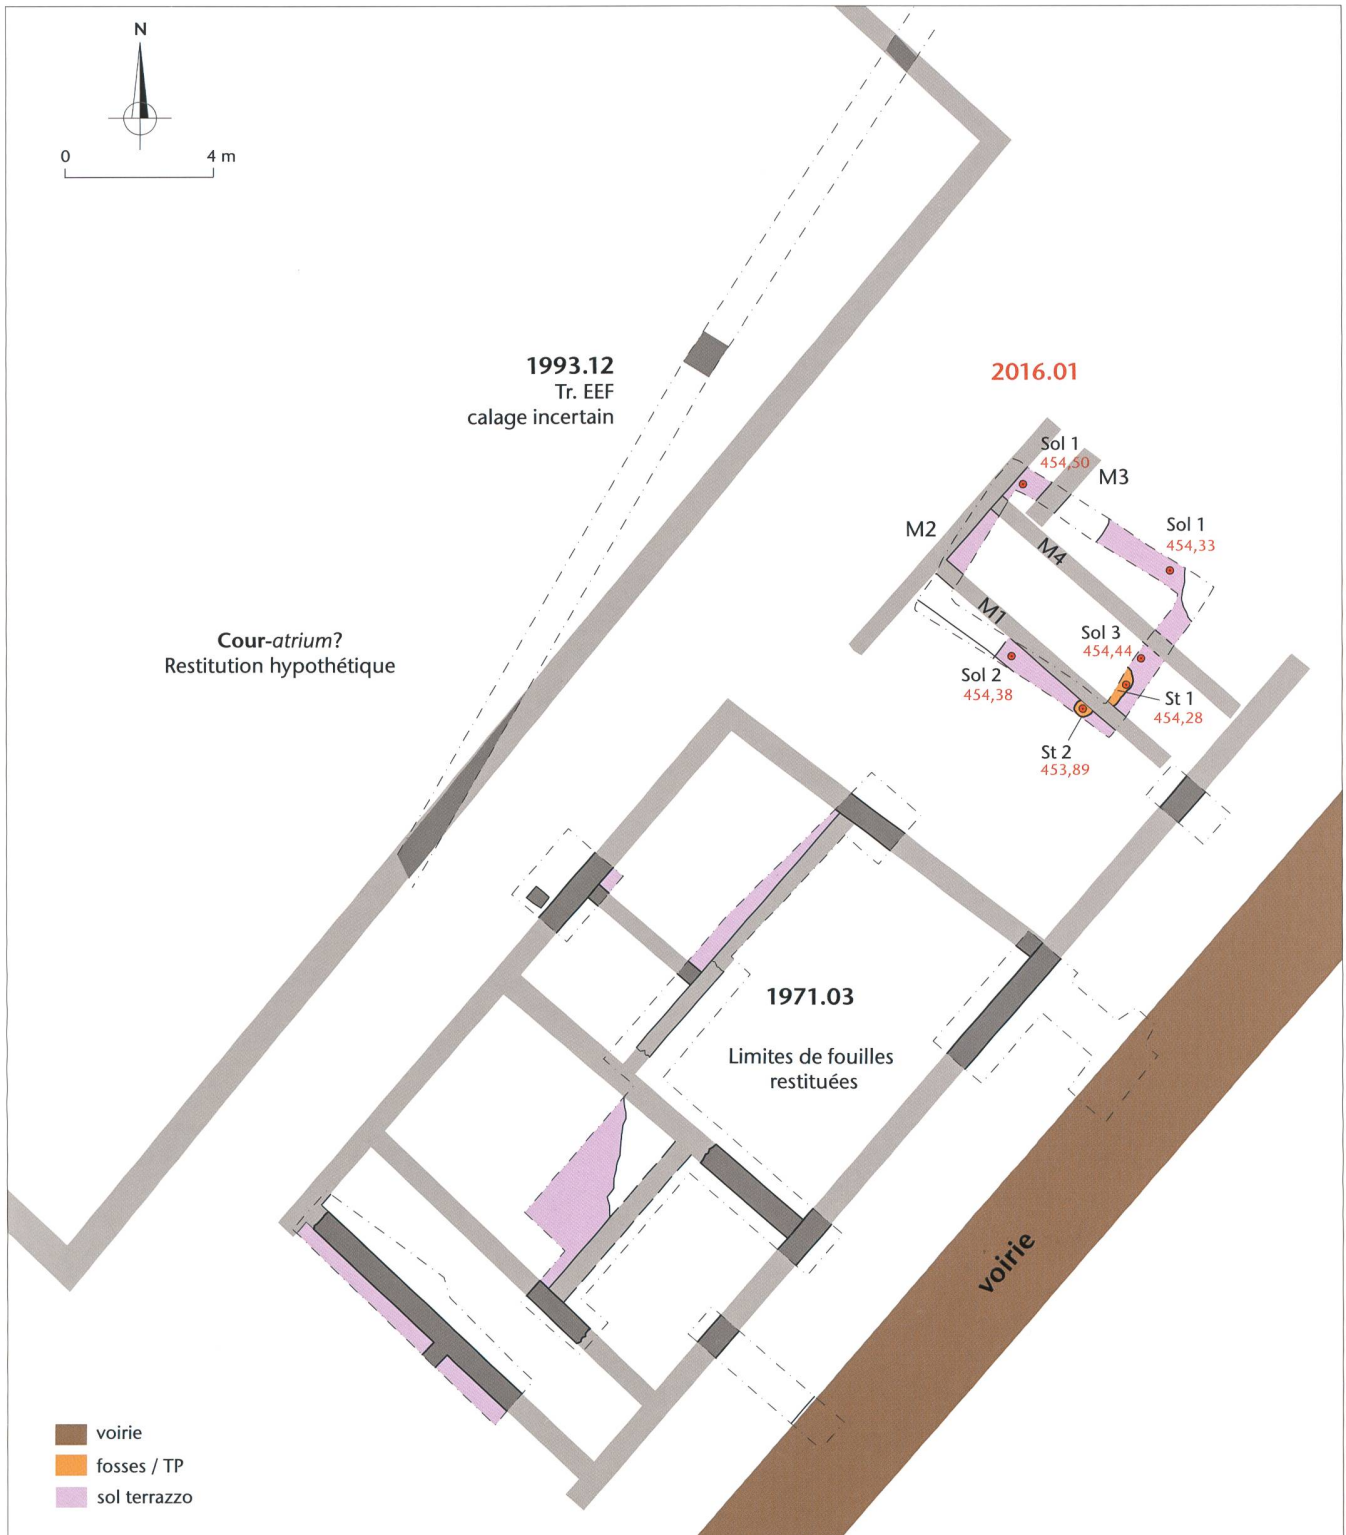 N
0 4 m
1993.12
Tr. EEF
calage incertain
2016.01
Sol 1
454,50
M3
Sol 1
454,33
M2
M4
M1
Sol 3
454,44
Sol 2
454,38
St 1
454,28
St 2
453,89
Cour-atrium?
Restitution hypothétique
1971.03
Limites de fouilles
restituées
voirie
voirie
fosses / TP
sol terrazzo